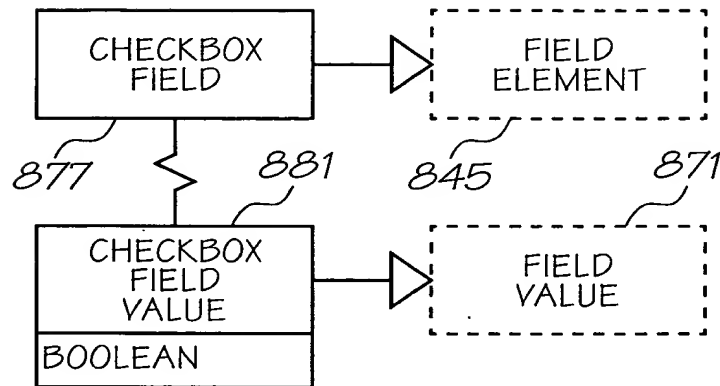 CHECKBOX
FIELD
FIELD
ELEMENT
877
881
845
871
CHECKBOX
FIELD
VALUE
FIELD
VALUE
BOOLEAN